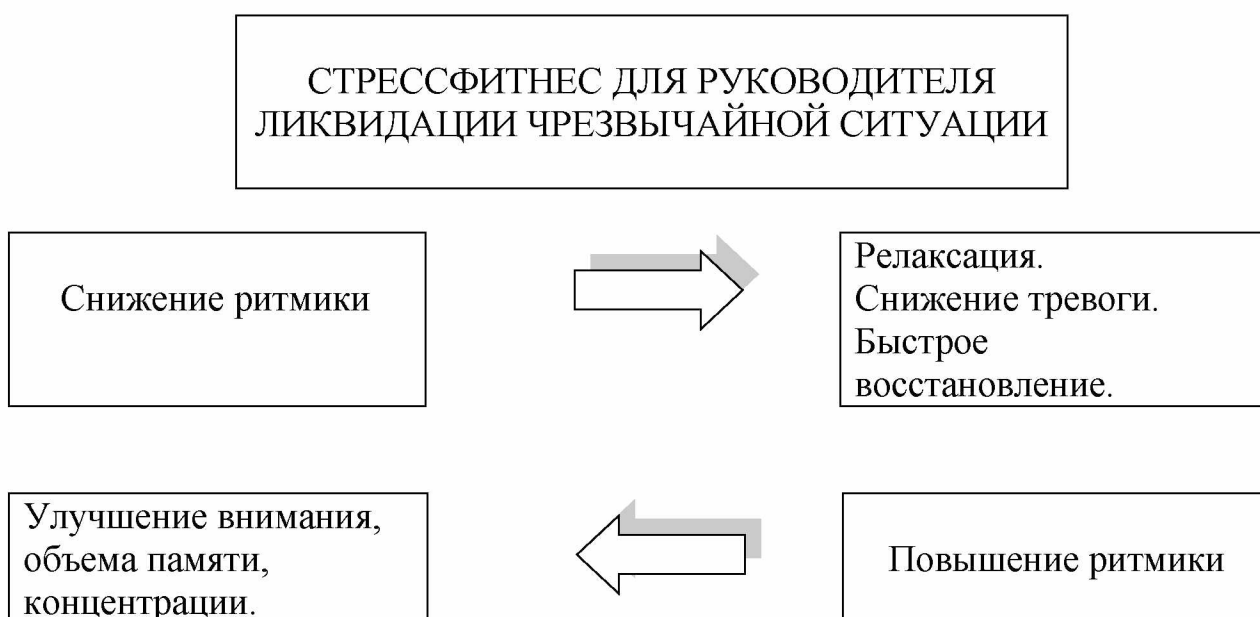 СТРЕССФИТНЕС ДЛЯ РУКОВОДИТЕЛЯ
ЛИКВИДАЦИИ ЧРЕЗВЫЧАЙНОЙ СИТУАЦИИ
Снижение ритмики
Релаксация.
Снижение тревоги.
Быстрое
восстановление.
Улучшение внимания,
объема памяти,
концентрации.
Повышение ритмики